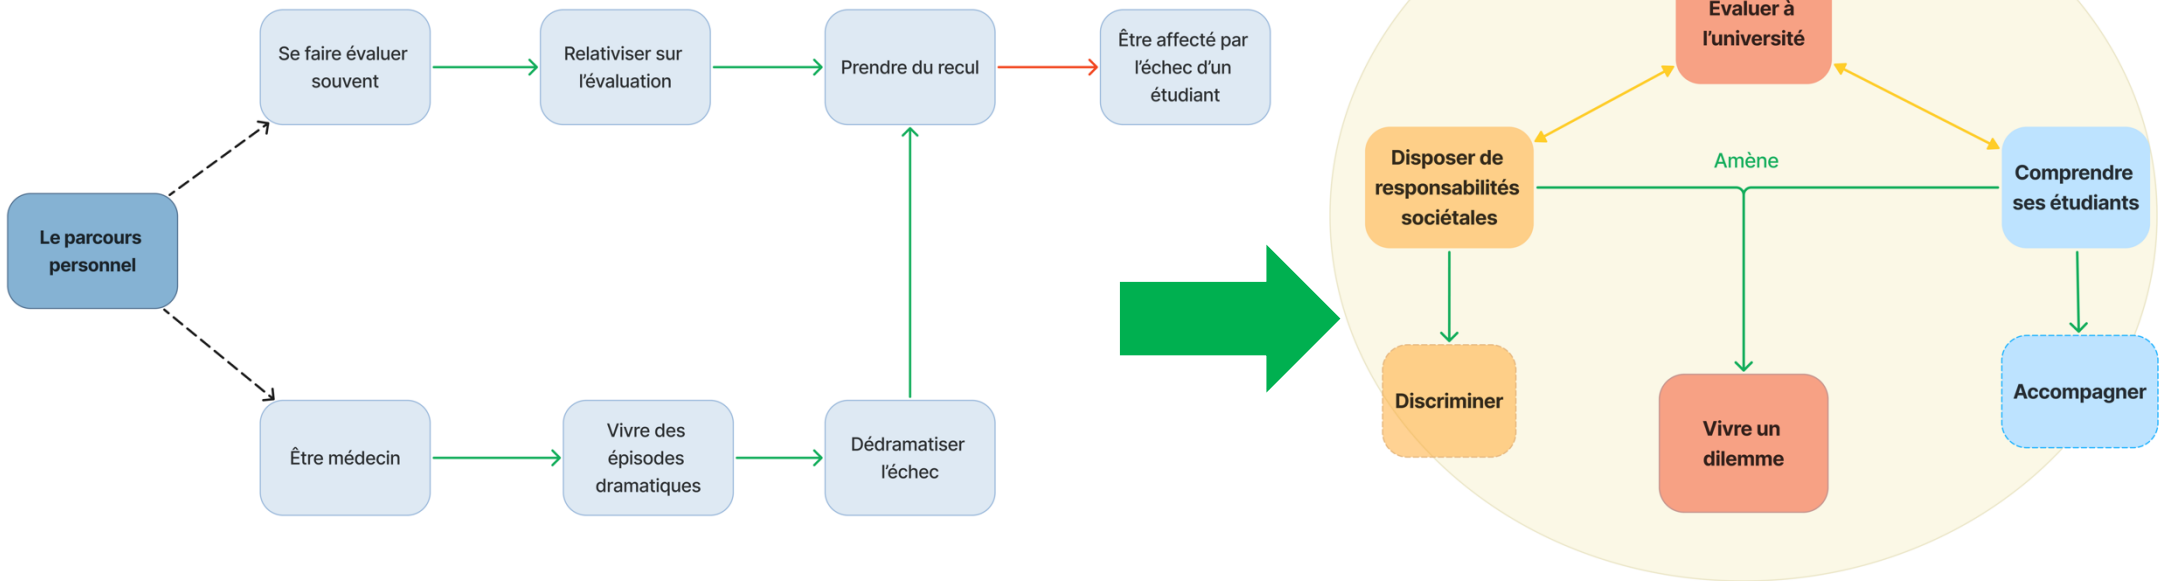 Se faire évaluer
souvent
Relativiser sur
l'évaluation
Prendre du recul
Être affecté par
l'échec d'un
étudiant
Le parcours
personnel
Être médecin
Vivre des
épisodes
dramatiques
Dédramatiser
l'échec
Evaluer à
l'université
Disposer de
responsabilités
sociétales
Amène
Comprendre
ses étudiants
Discriminer
Vivre un
dilemme
Accompagner